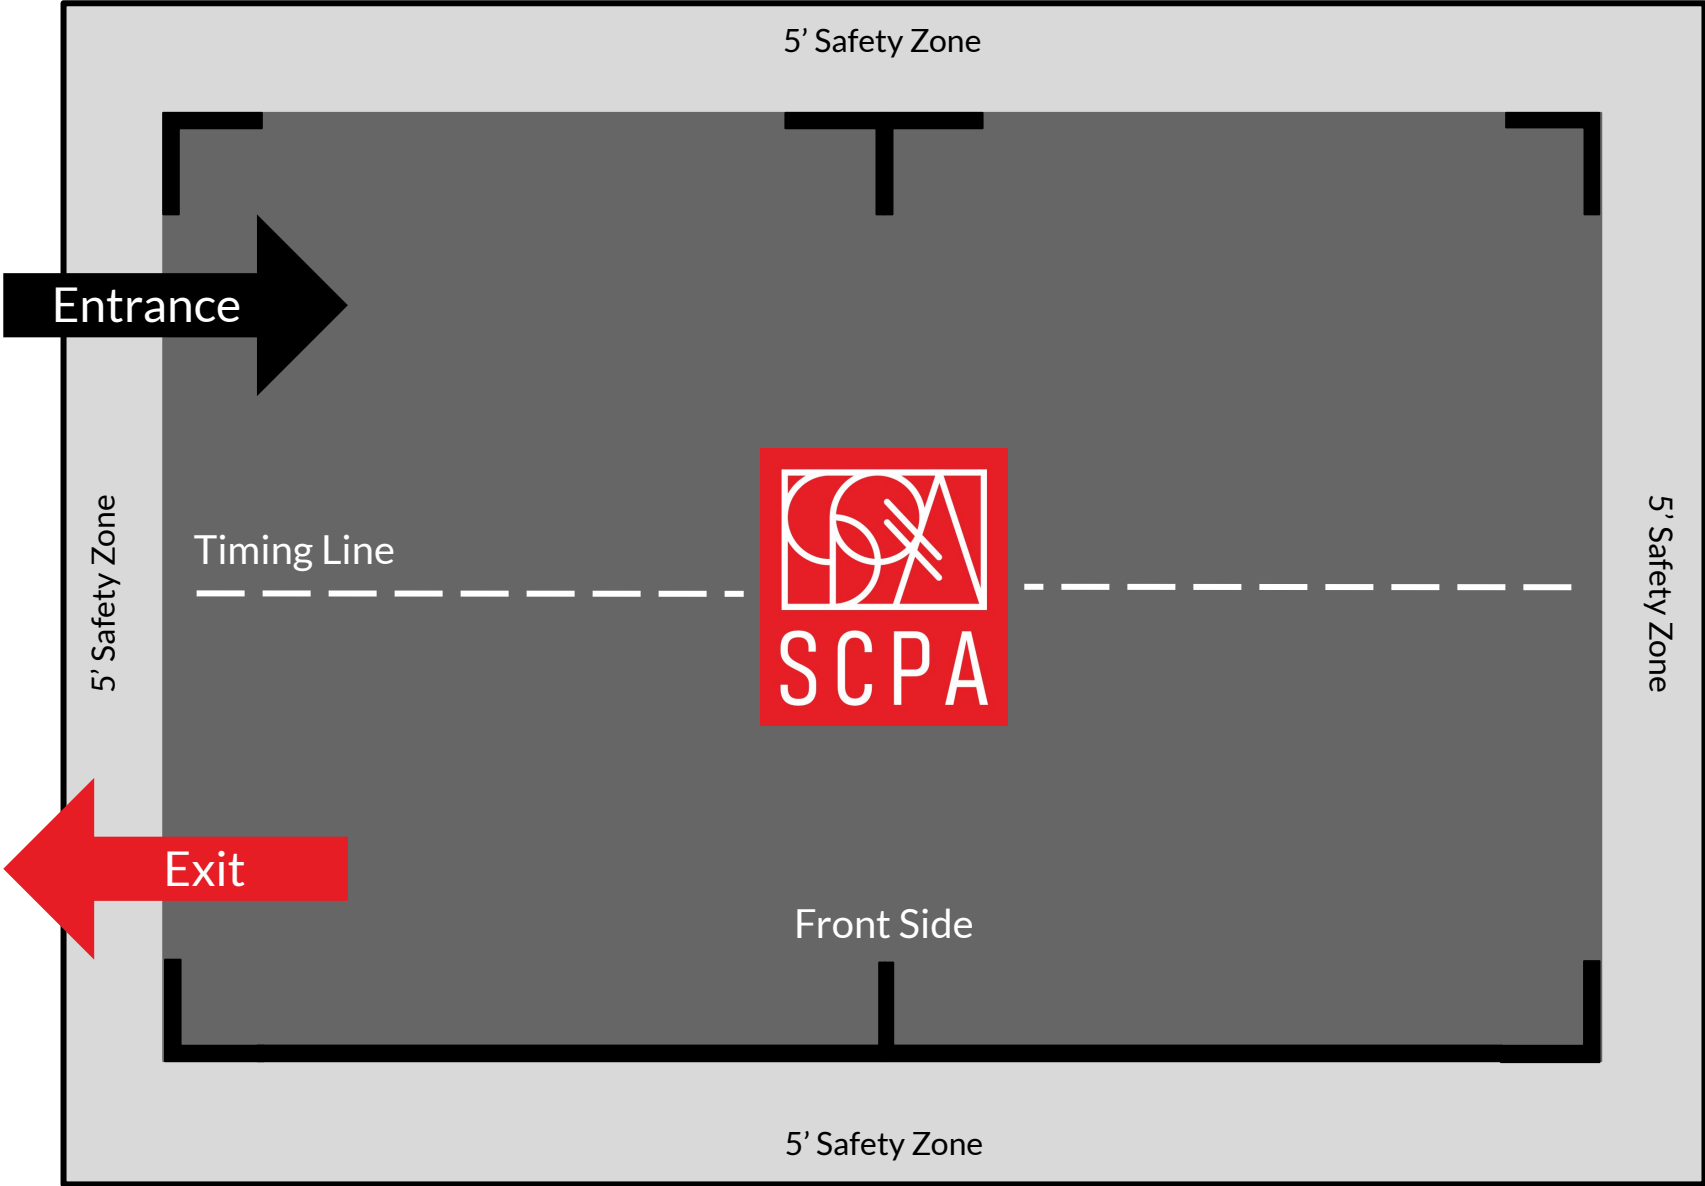 5’ Safety Zone
Entrance
5’ Safety Zone
Timing Line
SCPA
5’ Safety Zone
Exit
Front Side
5’ Safety Zone